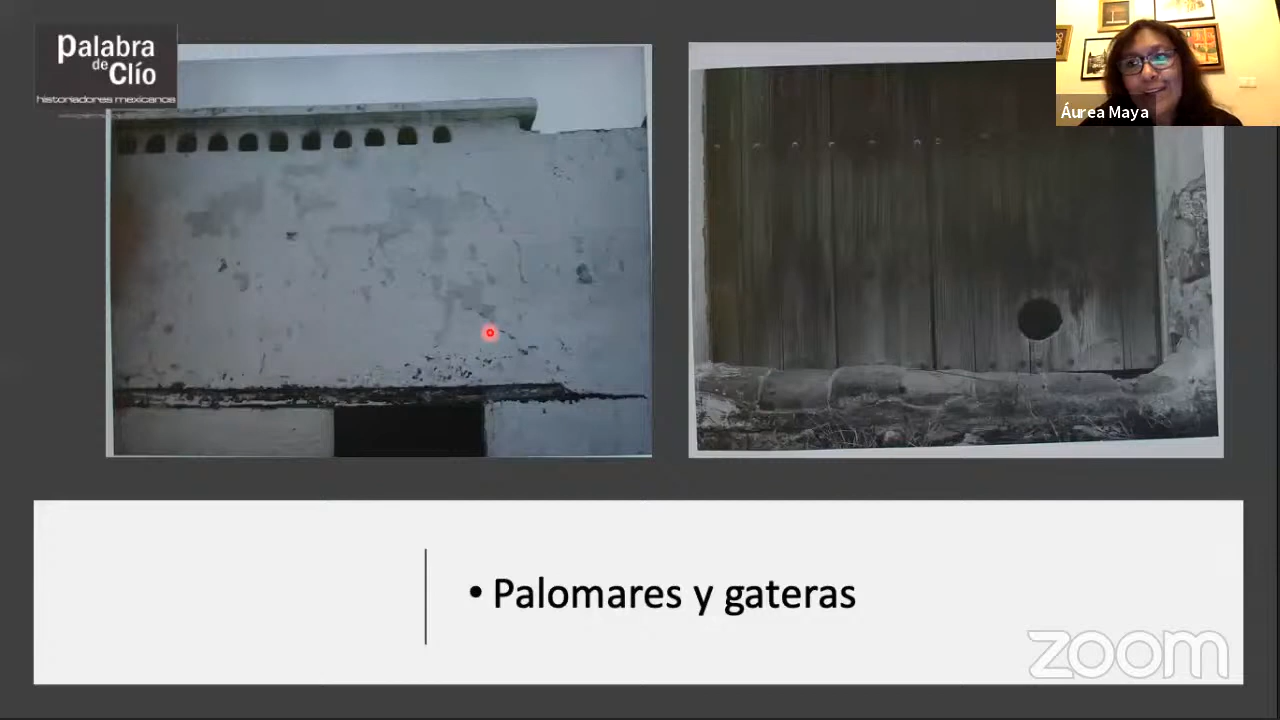 Palabra
de
Clío
historiadores mexicanos
Áurea Maya
• Palomares y gateras
zoom